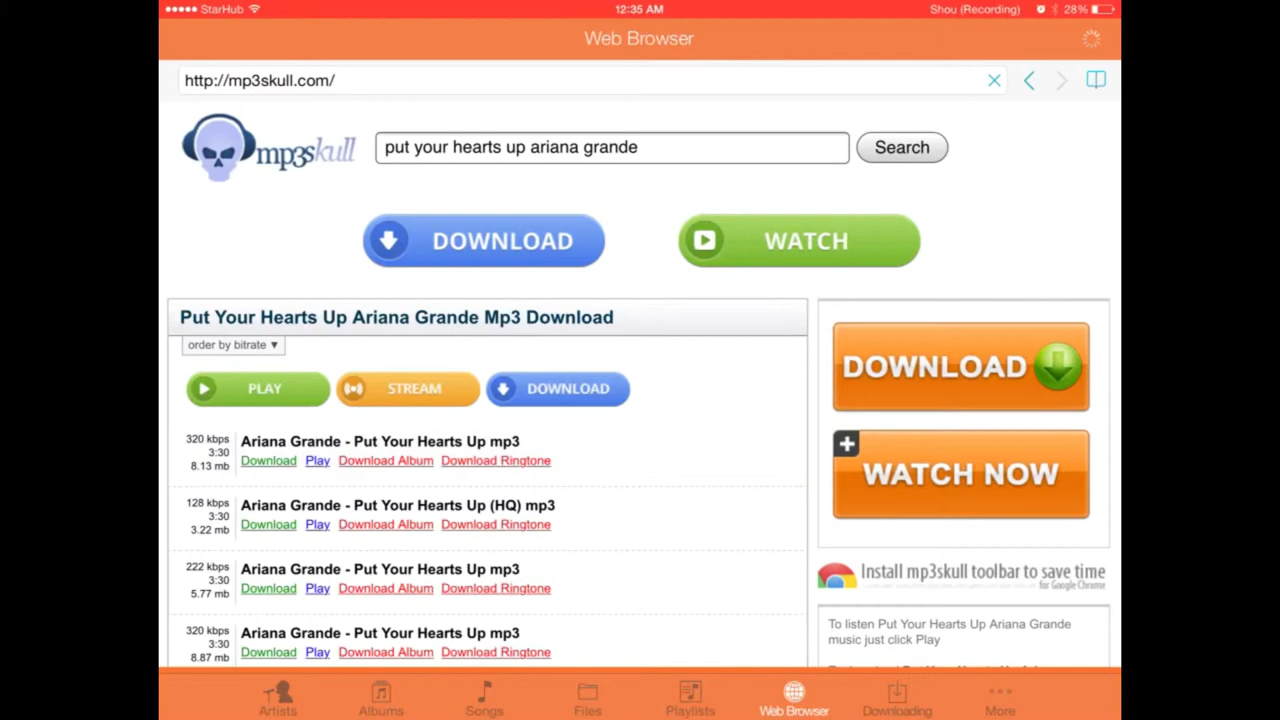 StarHub 12:35 AM Shou (Recording) 28%
Web Browser
http://mp3skull.com/
mp3skull put your hearts up ariana grande Search
DOWNLOAD WATCH
Put Your Hearts Up Ariana Grande Mp3 Download
order by bitrate ▼
PLAY STREAM DOWNLOAD
320 kbps
3:30
8.13 mb
Ariana Grande - Put Your Hearts Up mp3
Download Play Download Album Download Ringtone
128 kbps
3:30
3.22 mb
Ariana Grande - Put Your Hearts Up (HQ) mp3
Download Play Download Album Download Ringtone
222 kbps
3:30
5.77 mb
Ariana Grande - Put Your Hearts Up mp3
Download Play Download Album Download Ringtone
320 kbps
3:30
8.87 mb
Ariana Grande - Put Your Hearts Up mp3
Download Play Download Album Download Ringtone
DOWNLOAD
WATCH NOW
Install mp3skull toolbar to save time
for Google Chrome
To listen Put Your Hearts Up Ariana Grande
music just click Play
Artists Albums Songs Files Playlists Web Browser Downloading More